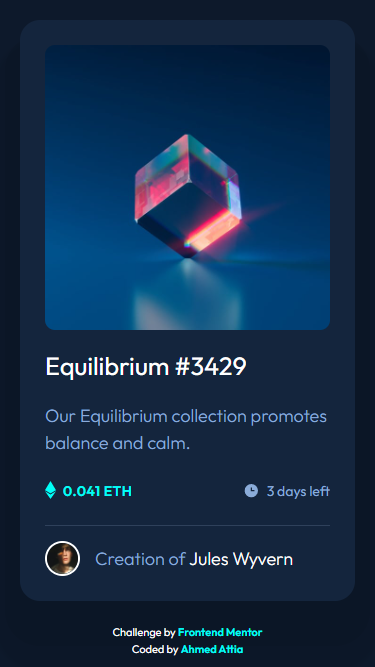 Equilibrium #3429
Our Equilibrium collection promotes
balance and calm.
0.041 ETH
3 days left
Creation of Jules Wyvern
Challenge by Frontend Mentor
Coded by Ahmed Attia